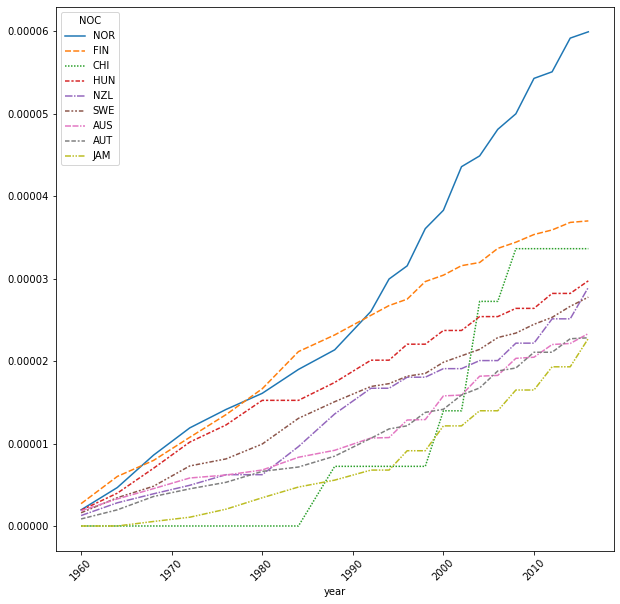 NOC
NOR
FIN
CHI
HUN
NZL
SWE
AUS
AUT
JAM
0.00006
0.00005
0.00004
0.00003
0.00002
0.00001
0.00000
1960
1970
1980
1990
2000
2010
year